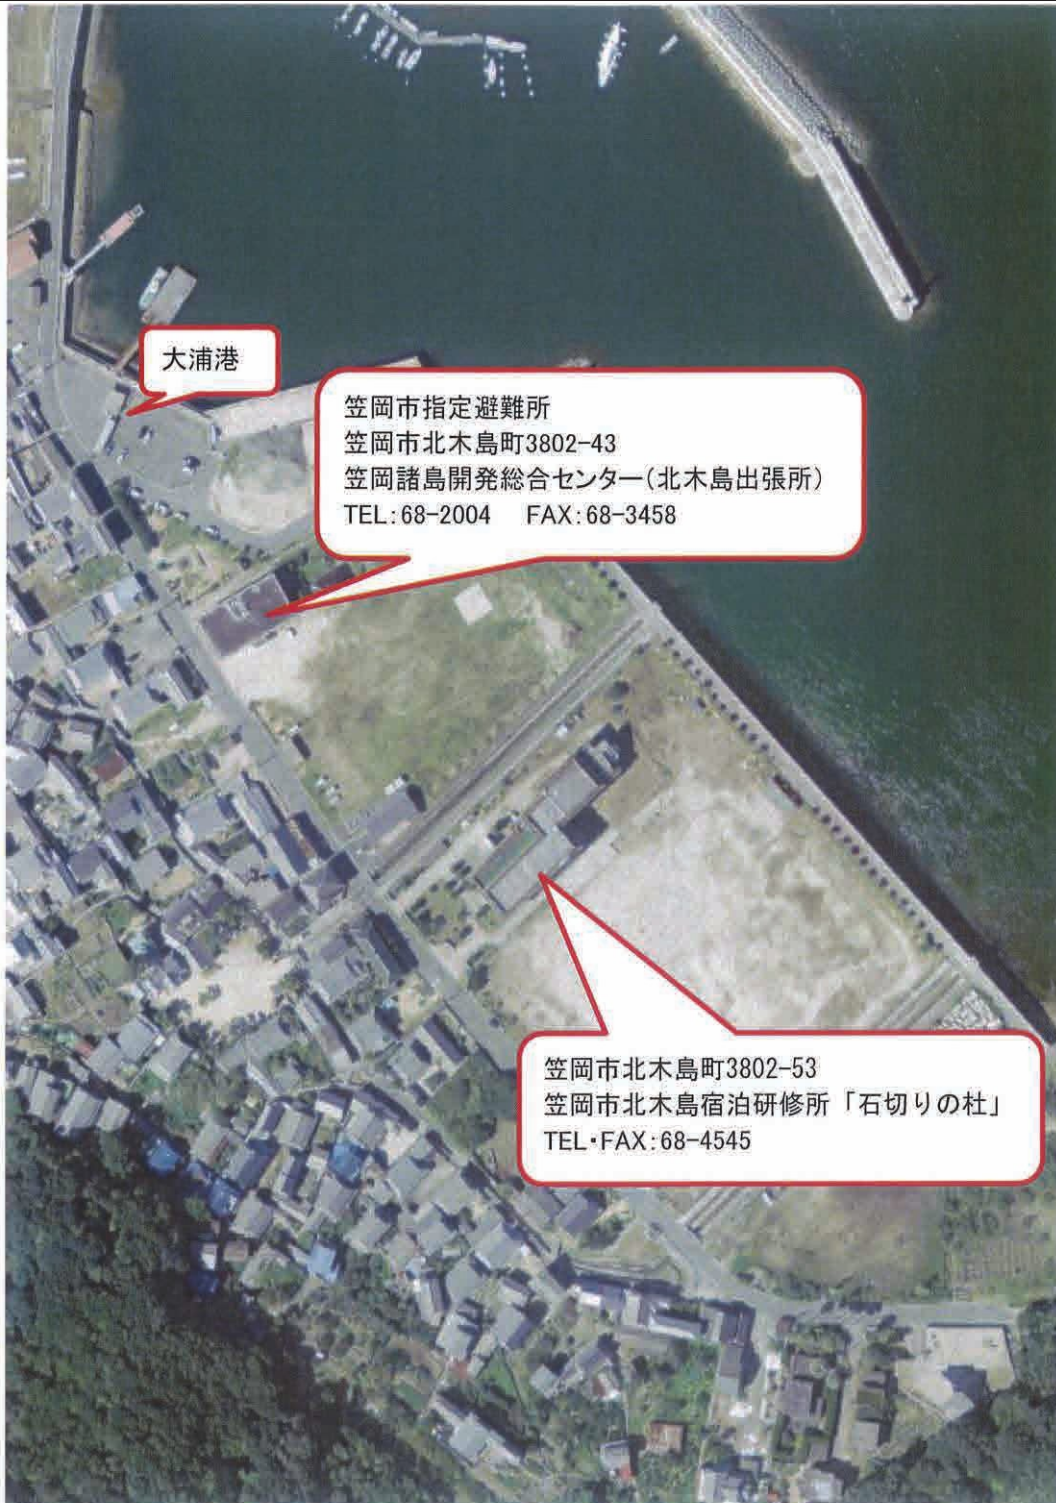 大浦港
笠岡市指定避難所
笠岡市北木島町3802-43
笠岡諸島開発総合センター(北木島出張所)
TEL:68-2004 FAX:68-3458
笠岡市北木島町3802-53
笠岡市北木島宿泊研修所「石切りの杜」
TEL・FAX:68-4545